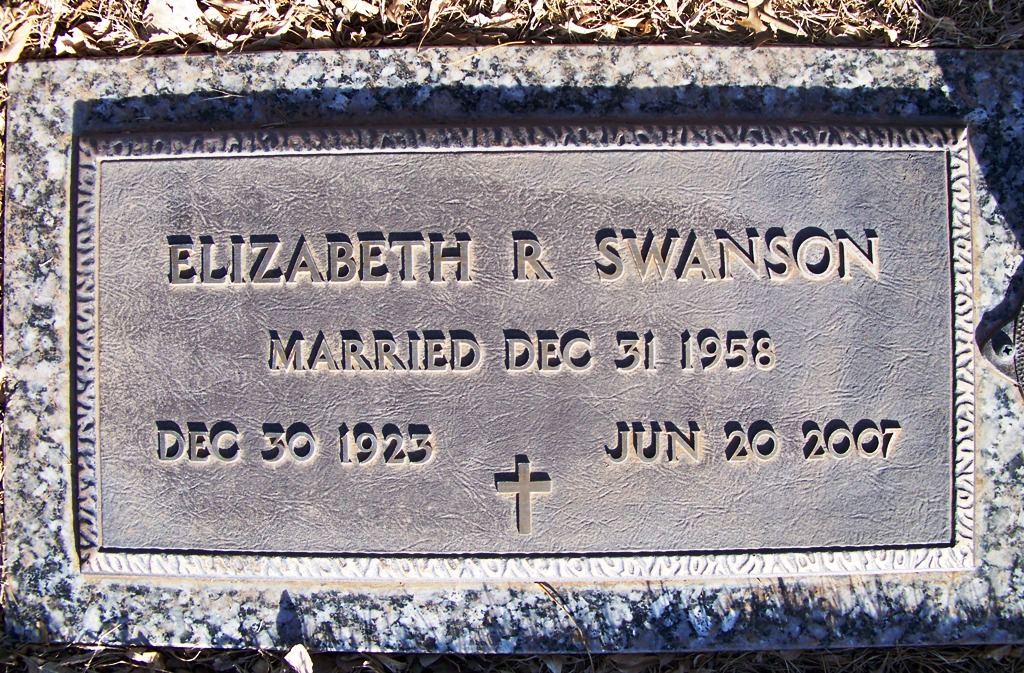 ELIZABETH R SWANSON
MARRIED DEC 31 1958
DEC 30 1923 JUN 20 2007